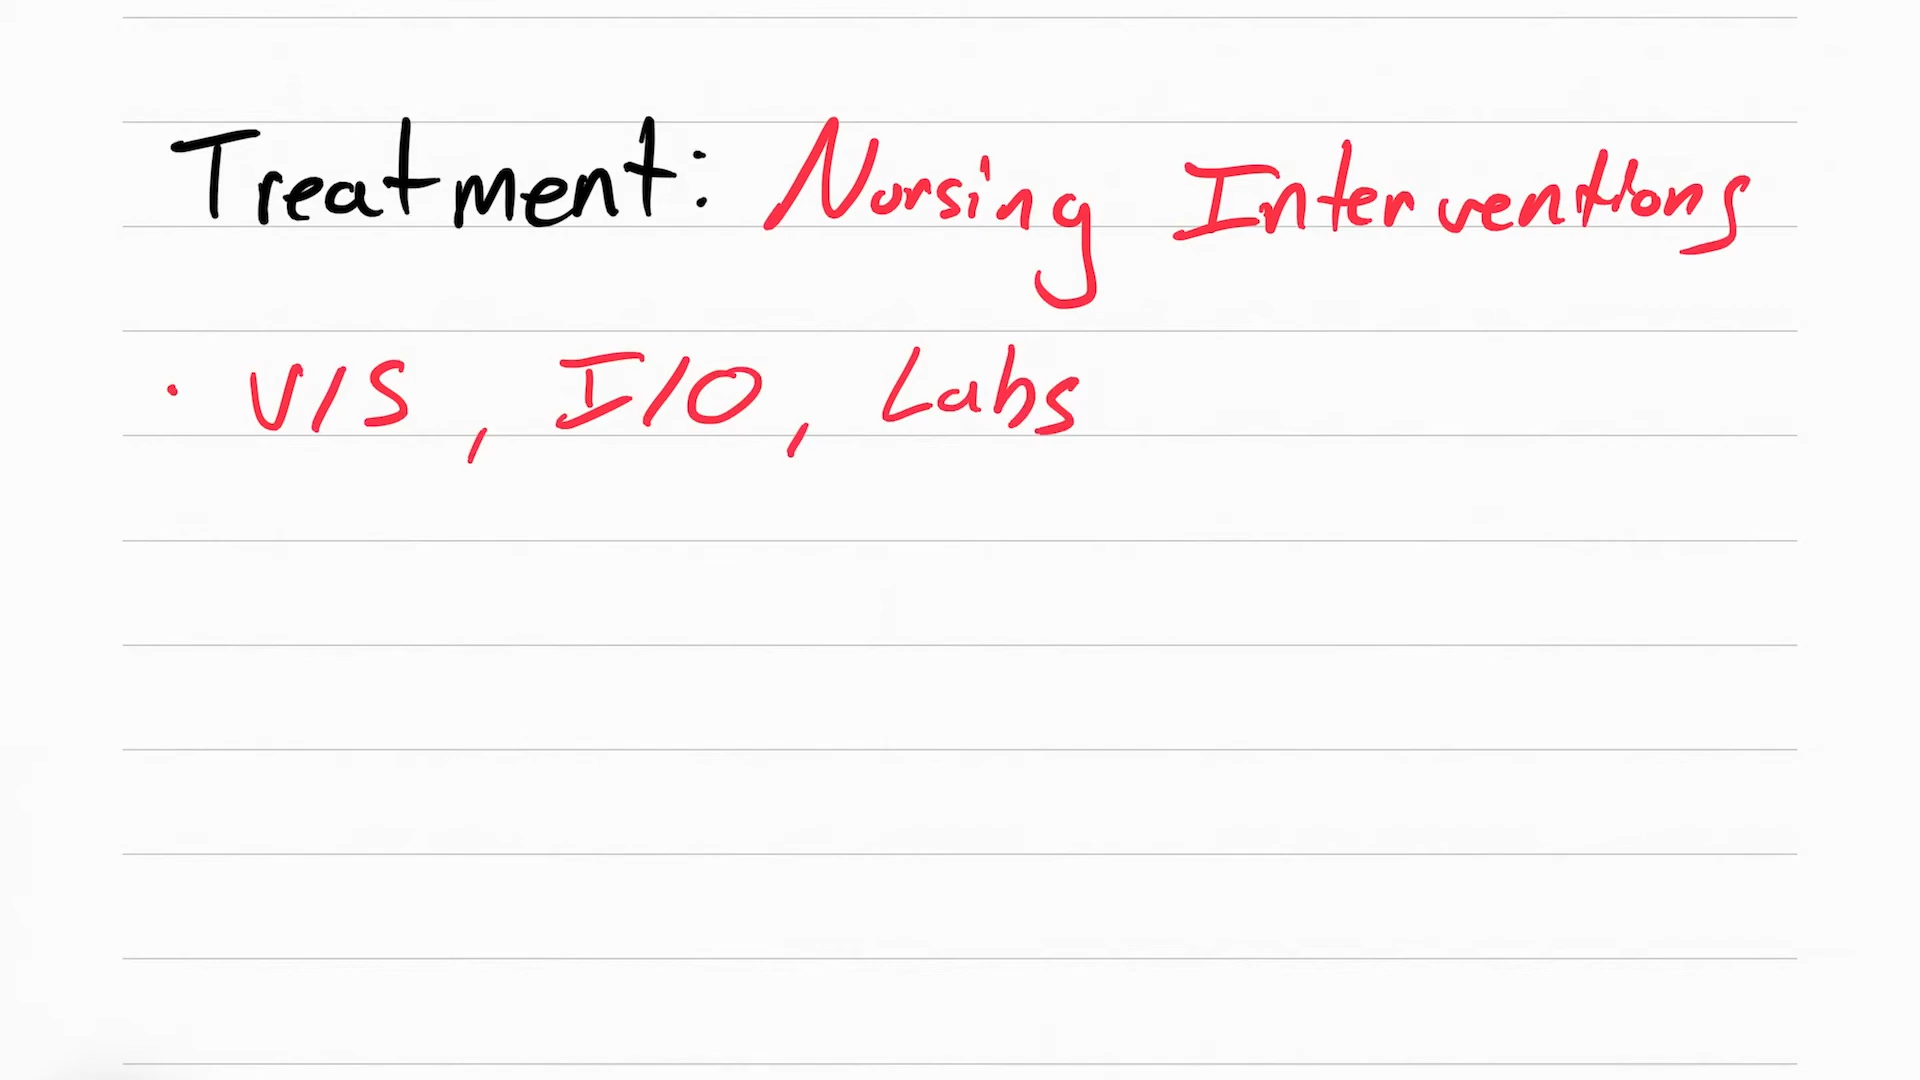 Treatment: Nursing Interventions
• V/S, I/O, Labs